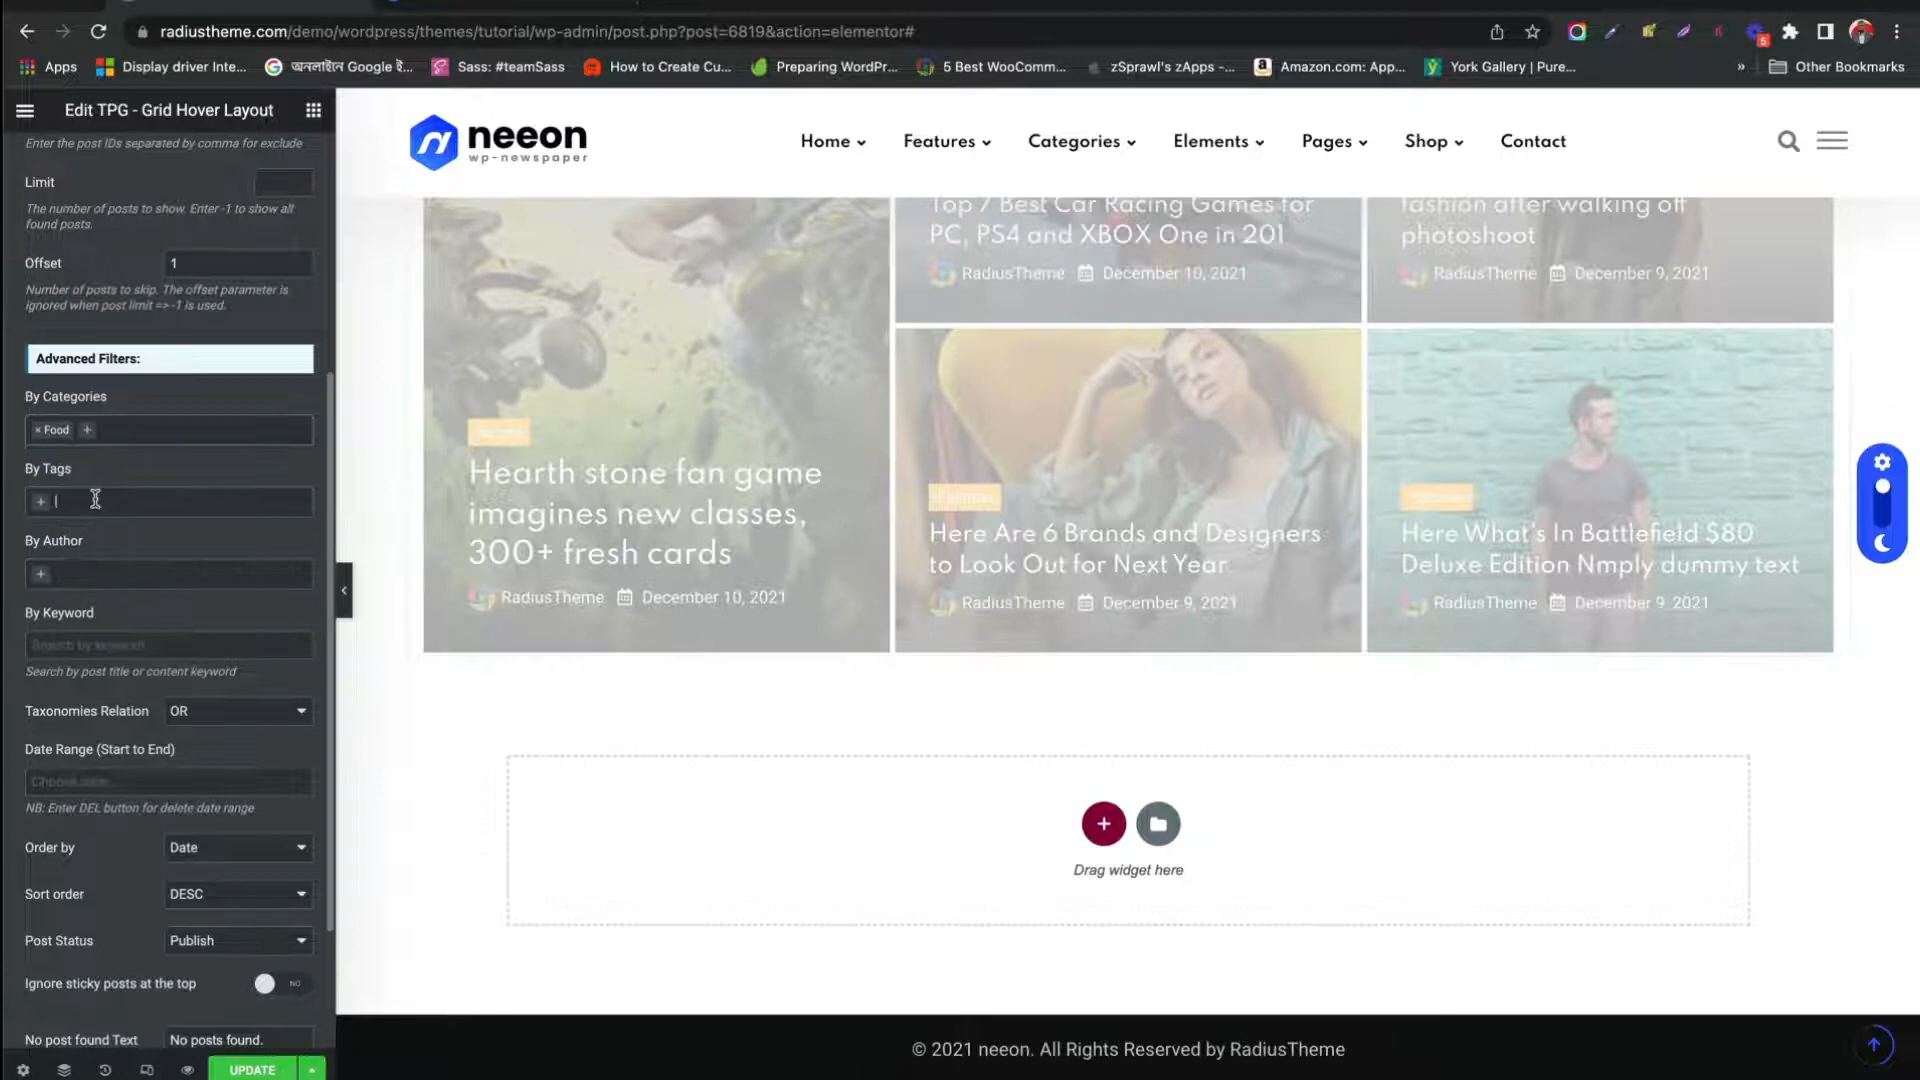 radiustheme.com/demo/wordpress/themes/tutorial/wp-admin/post.php?post=6819&action=elementor#
5
Apps
Display driver Inte...
অনলাইনে Google ই...
Sass: #teamSass
How to Create Cu...
Preparing WordPr...
5 Best WooComm...
zSprawl's zApps -...
Amazon.com: App...
York Gallery | Pure...
»
Other Bookmarks
Edit TPG - Grid Hover Layout
Enter the post IDs separated by comma for exclude
Limit
The number of posts to show. Enter -1 to show all
found posts.
Offset
1
Number of posts to skip. The offset parameter is
ignored when post limit => -1 is used.
Advanced Filters:
By Categories
× Food +
By Tags
+
By Author
+
By Keyword
Search by keyword
Search by post title or content keyword
Taxonomies Relation
OR
Date Range (Start to End)
Choose date...
NB: Enter DEL button for delete date range
Order by
Date
Sort order
DESC
Post Status
Publish
Ignore sticky posts at the top
NO
No post found Text
No posts found.
UPDATE
neeon
wp-newspaper
Home
Features
Categories
Elements
Pages
Shop
Contact
Hearth stone fan game
imagines new classes,
300+ fresh cards
RadiusTheme December 10, 2021
Top 7 Best Car Racing Games for
PC, PS4 and XBOX One in 201
RadiusTheme December 10, 2021
fashion after walking off
photoshoot
RadiusTheme December 9, 2021
Here Are 6 Brands and Designers
to Look Out for Next Year
RadiusTheme December 9, 2021
Here What's In Battlefield $80
Deluxe Edition Nmply dummy text
RadiusTheme December 9, 2021
+
Drag widget here
© 2021 neeon. All Rights Reserved by RadiusTheme